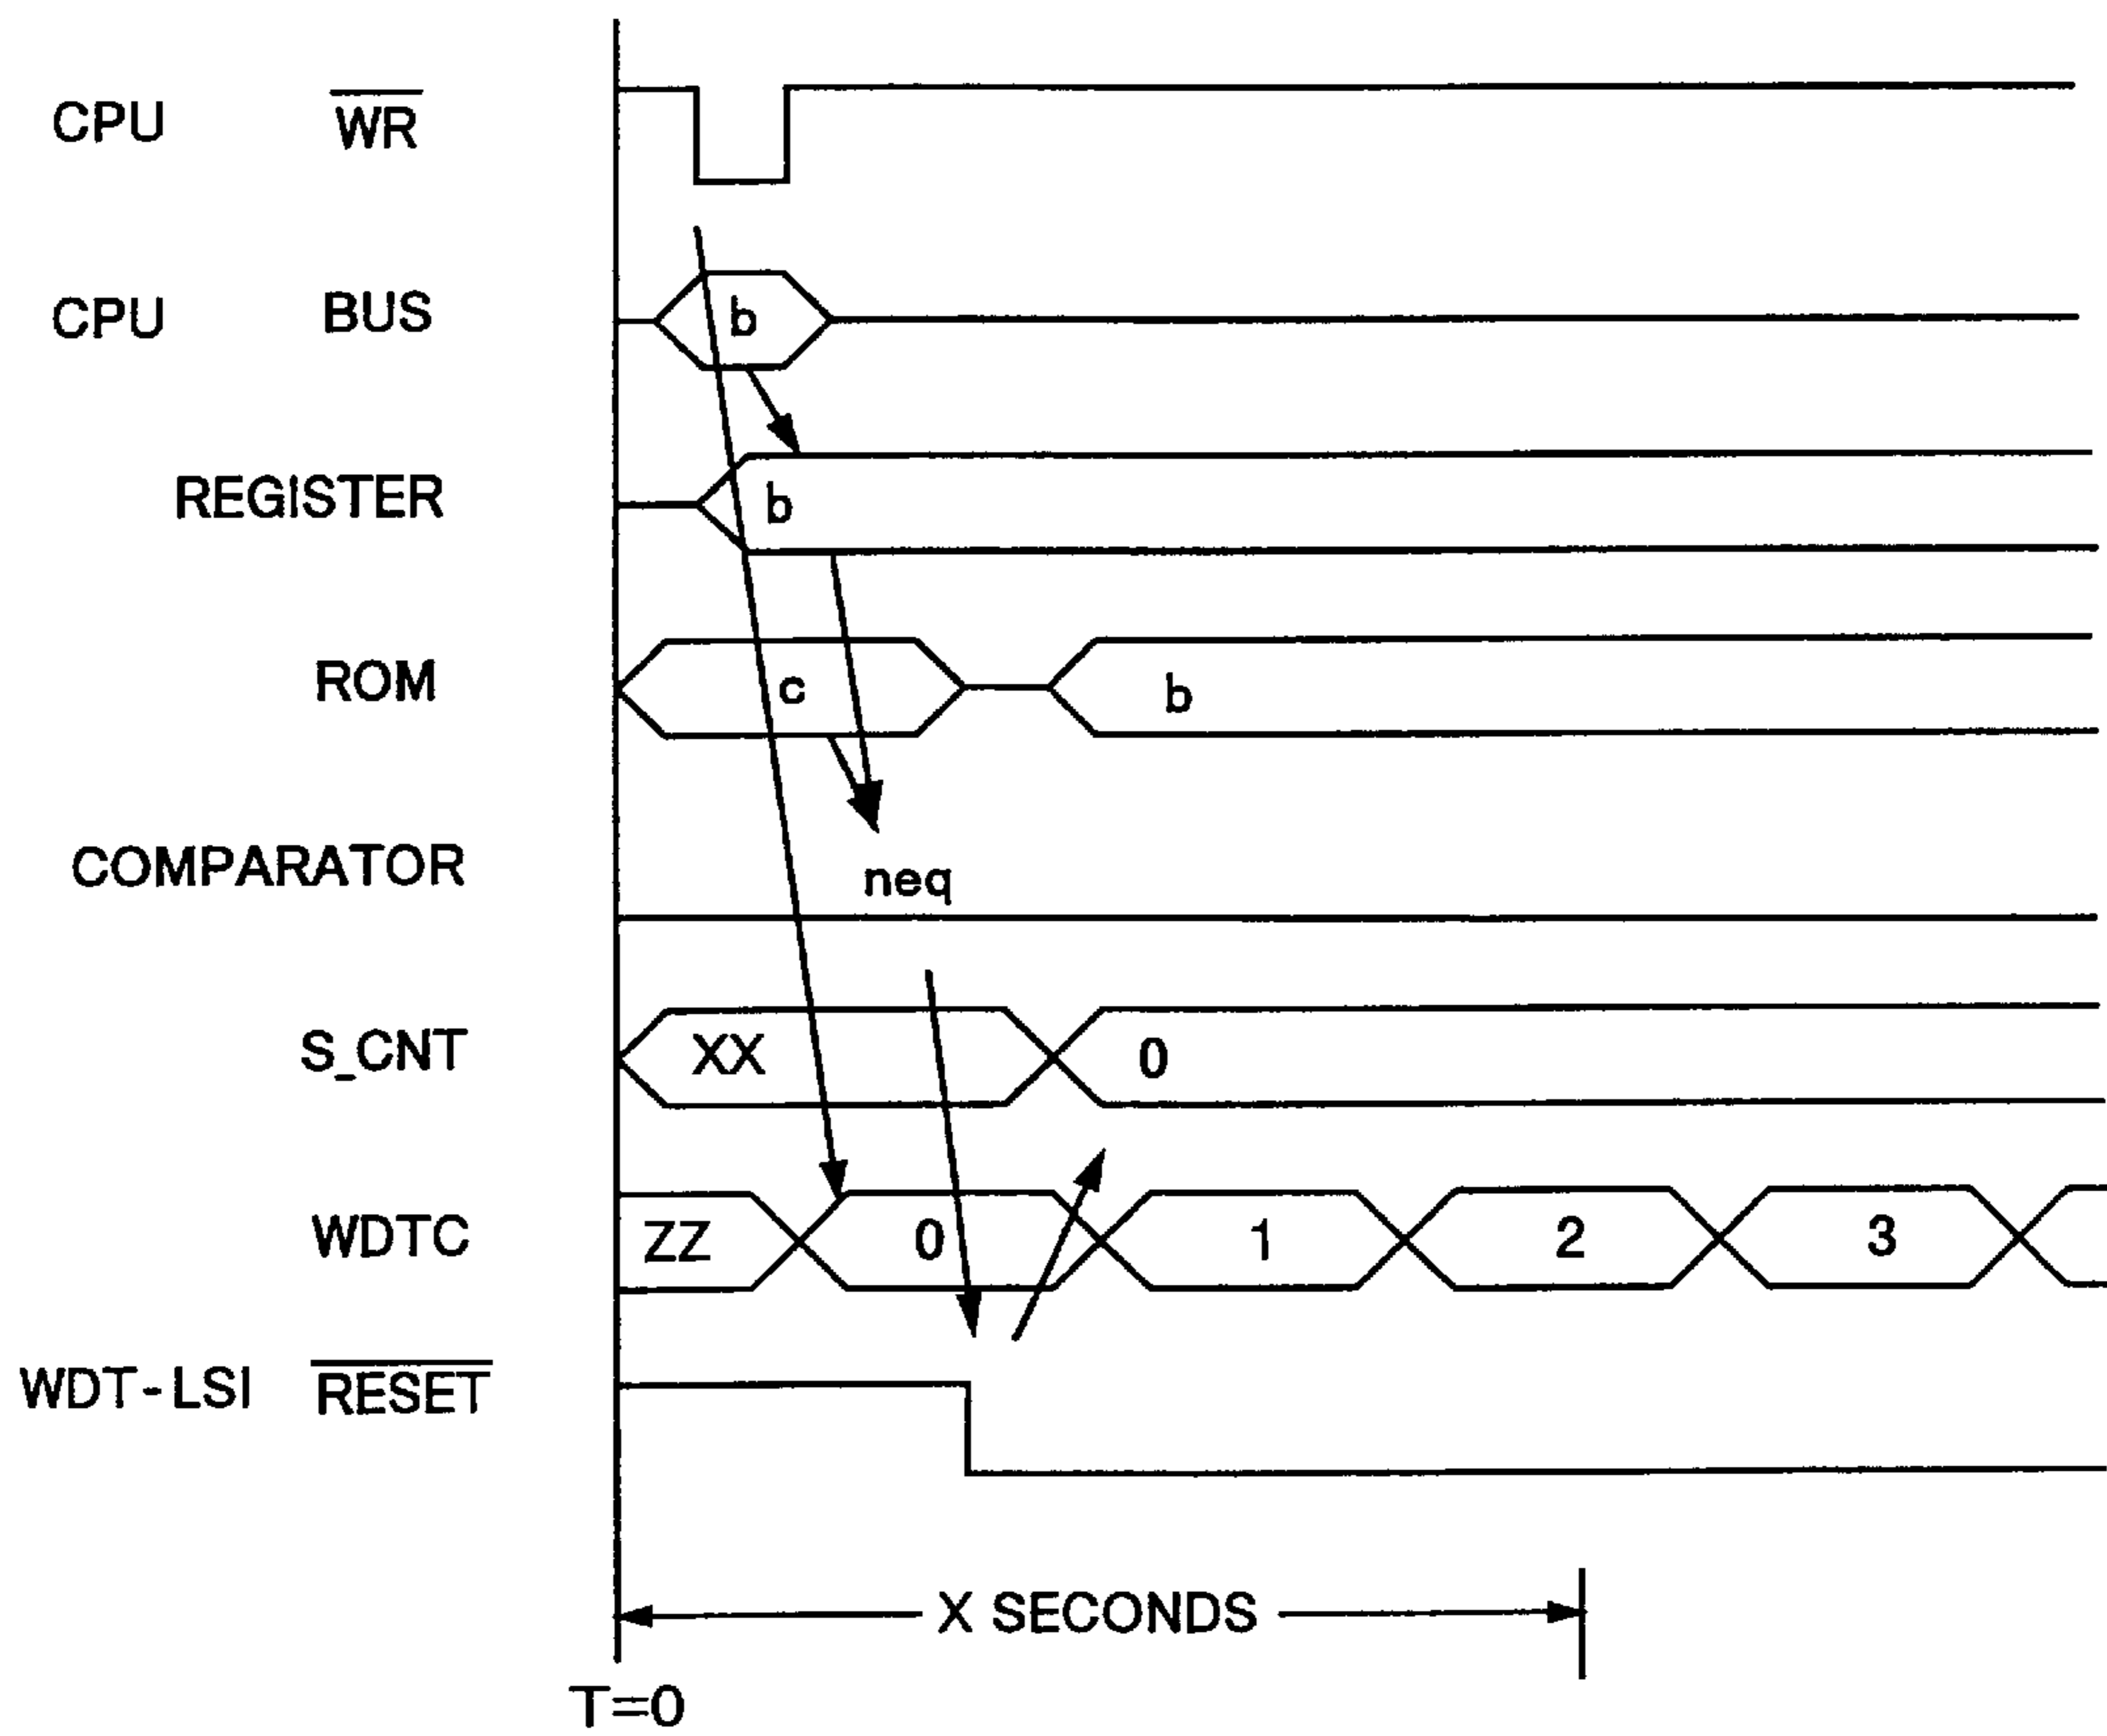 CPU WR
CPU BUS b
REGISTER b
ROM c b
COMPARATOR neq
S_CNT XX 0
WDTC ZZ 0 1 2 3
WDT-LSI RESET
X SECONDS
T=0